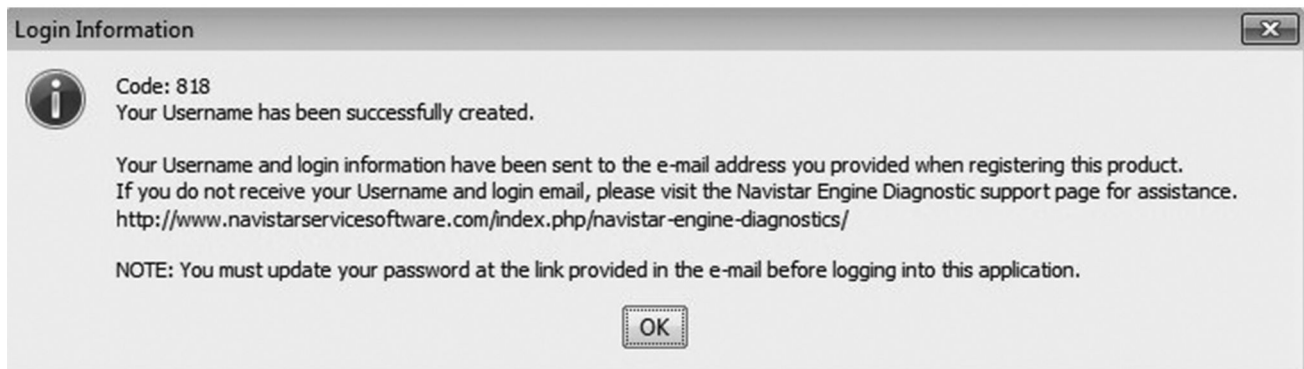 Login Information
Code: 818
Your Username has been successfully created.
Your Username and login information have been sent to the e-mail address you provided when registering this product.
If you do not receive your Username and login email, please visit the Navistar Engine Diagnostic support page for assistance.
http://www.navistarservicesoftware.com/index.php/navistar-engine-diagnostics/
NOTE: You must update your password at the link provided in the e-mail before logging into this application.
OK